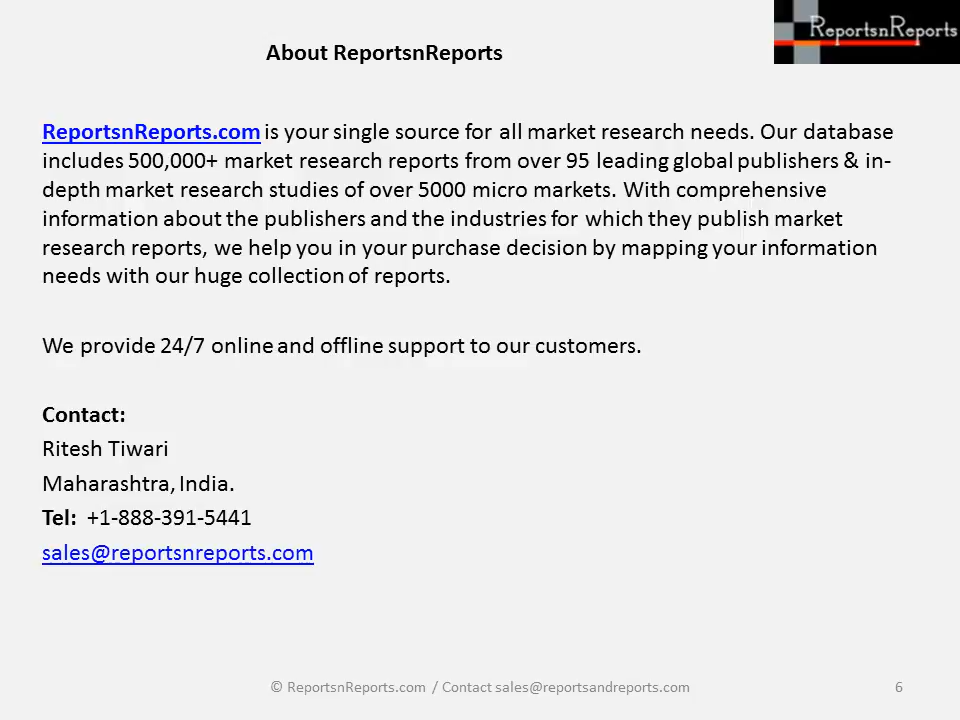 About ReportsnReports
ReportsnReports
ReportsnReports.com is your single source for all market research needs. Our database
includes 500,000+ market research reports from over 95 leading global publishers & in-
depth market research studies of over 5000 micro markets. With comprehensive
information about the publishers and the industries for which they publish market
research reports, we help you in your purchase decision by mapping your information
needs with our huge collection of reports.
We provide 24/7 online and offline support to our customers.
Contact:
Ritesh Tiwari
Maharashtra, India.
Tel: +1-888-391-5441
sales@reportsnreports.com
© ReportsnReports.com / Contact sales@reportsandreports.com
6